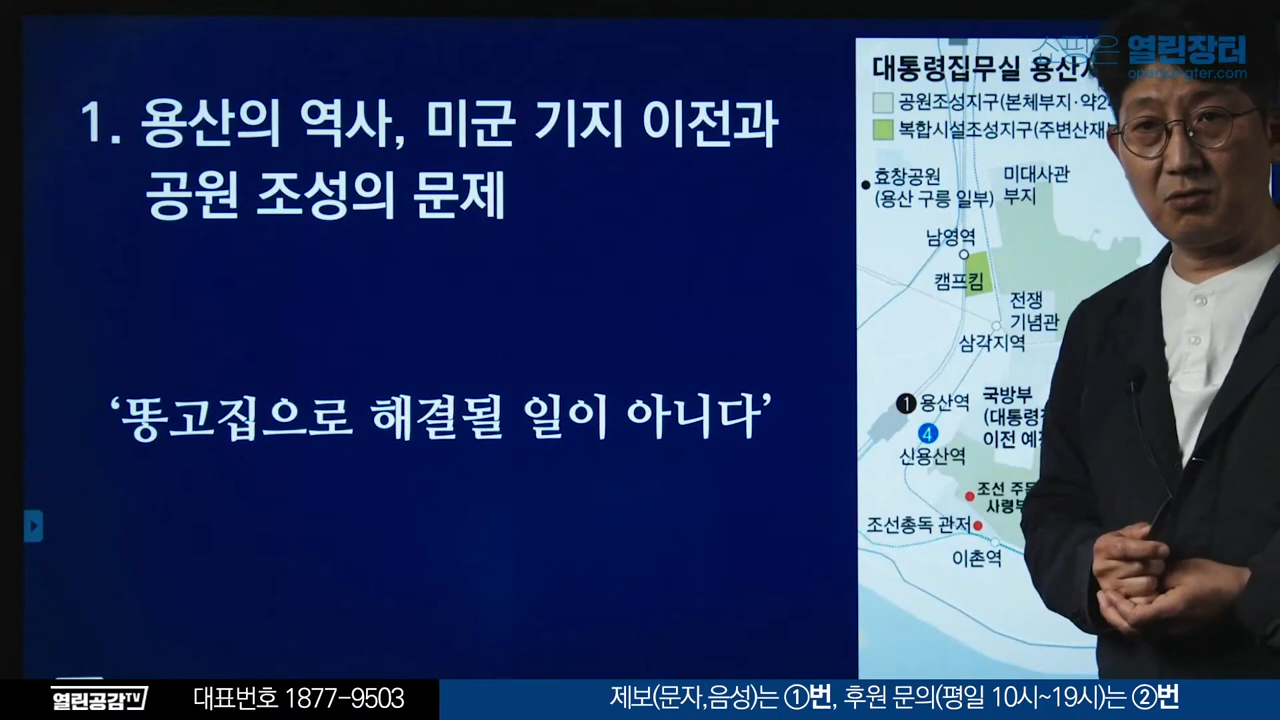 쇼핑은 열린장터
openjangter.com
1. 용산의 역사, 미군 기지 이전과
공원 조성의 문제
‘똥고집으로 해결될 일이 아니다’
대통령집무실 용산
공원조성지구(본체부지·약2
복합시설조성지구(주변산재
효창공원
(용산 구릉 일부)
미대사관
부지
남영역
캠프킴
전쟁
기념관
삼각지역
1 용산역
국방부
(대통령
이전 예
4
신용산역
조선 주둔
사령부
조선총독 관저
이촌역
열린공감TV 대표번호 1877-9503 제보(문자,음성)는 ①번, 후원 문의(평일 10시~19시)는 ②번